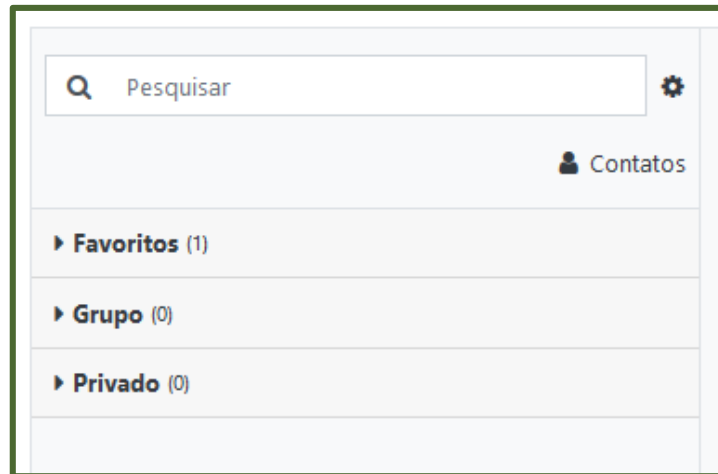 Pesquisar
Contatos
Favoritos (1)
Grupo (0)
Privado (0)